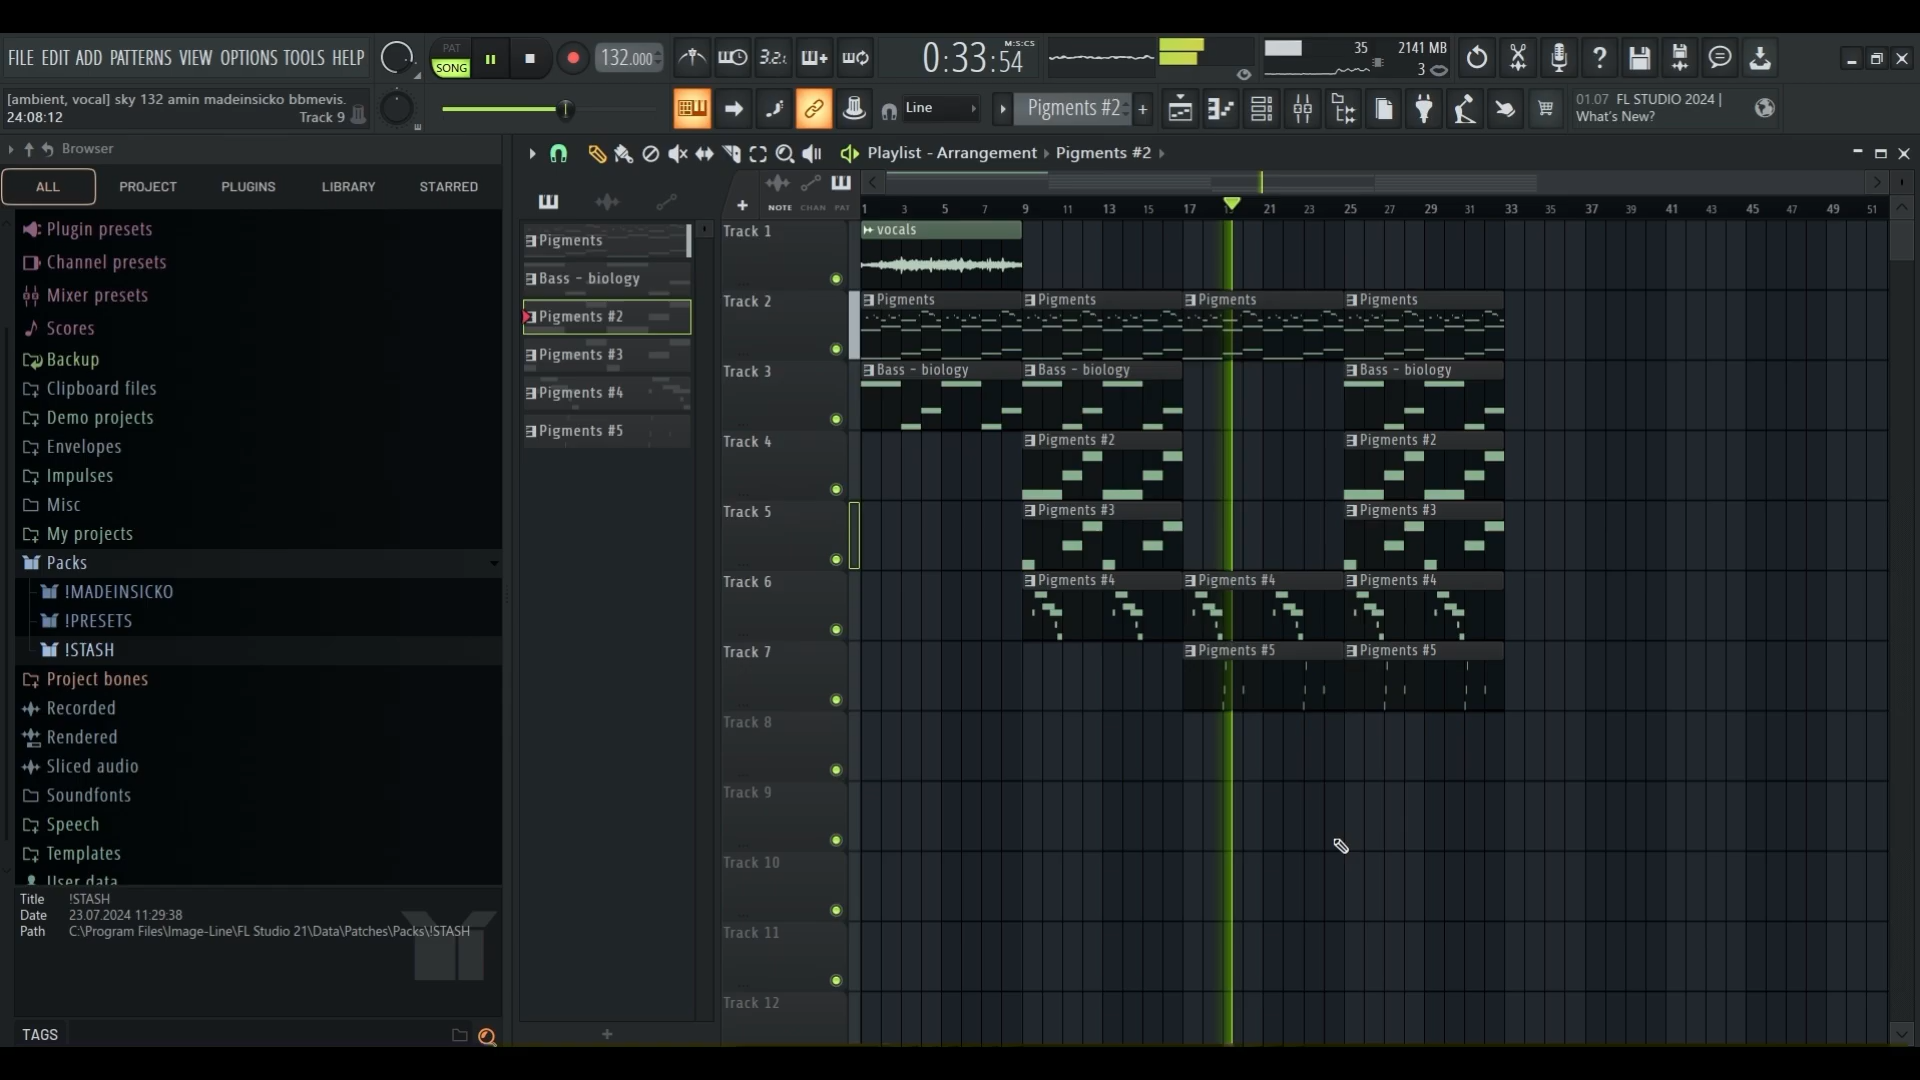 FILE EDIT ADD PATTERNS VIEW OPTIONS TOOLS HELP
PAT
SONG
132.000
3.2.
0:33:54
M:S:CS
35
2141 MB
3
[ambient, vocal] sky 132 amin madeinsicko bbmevis.
24:08:12
Track 9
Line
Pigments #2
01.07 FL STUDIO 2024 |
What's New?
Browser
Playlist - Arrangement
Pigments #2
ALL
PROJECT
PLUGINS
LIBRARY
STARRED
NOTE
CHAN
PAT
1 3 5 7 9 11 13 15 17 19 21 23 25 27 29 31 33 35 37 39 41 43 45 47 49 51
Plugin presets
Channel presets
Mixer presets
Scores
Backup
Clipboard files
Demo projects
Envelopes
Impulses
Misc
My projects
Packs
!MADEINSICKO
!PRESETS
!STASH
Project bones
Recorded
Rendered
Sliced audio
Soundfonts
Speech
Templates
User data
Title !STASH
Date 23.07.2024 11:29:38
Path C:\Program Files\Image-Line\FL Studio 21\Data\Patches\Packs\!STASH
TAGS
Pigments
Bass - biology
Pigments #2
Pigments #3
Pigments #4
Pigments #5
Track 1
vocals
Track 2
Pigments Pigments Pigments Pigments
Track 3
Bass - biology Bass - biology Bass - biology
Track 4
Pigments #2 Pigments #2
Track 5
Pigments #3 Pigments #3
Track 6
Pigments #4 Pigments #4 Pigments #4
Track 7
Pigments #5 Pigments #5
Track 8
Track 9
Track 10
Track 11
Track 12